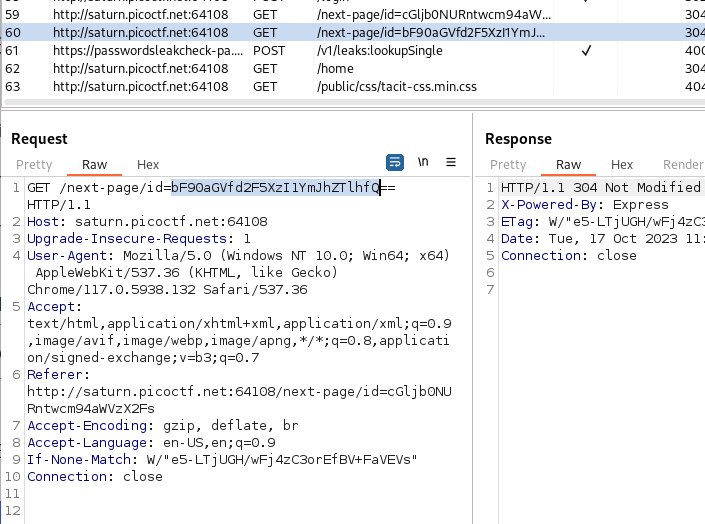 59 http://saturn.picoctf.net:64108 GET /next-page/id=cGljb0NURntwcm94aW... 304
60 http://saturn.picoctf.net:64108 GET /next-page/id=bF90aGVfd2F5XzI1YmJ... 304
61 https://passwordsleakcheck-pa.... POST /v1/leaks:lookupSingle ✓ 400
62 http://saturn.picoctf.net:64108 GET /home 304
63 http://saturn.picoctf.net:64108 GET /public/css/tacit-css.min.css 404
Request
Response
Pretty Raw Hex \n
Pretty Raw Hex Render
1 GET /next-page/id=bF90aGVfd2F5XzI1YmJhZTlhfQ==
HTTP/1.1
2 Host: saturn.picoctf.net:64108
3 Upgrade-Insecure-Requests: 1
4 User-Agent: Mozilla/5.0 (Windows NT 10.0; Win64; x64)
AppleWebKit/537.36 (KHTML, like Gecko)
Chrome/117.0.5938.132 Safari/537.36
5 Accept:
text/html,application/xhtml+xml,application/xml;q=0.9
,image/avif,image/webp,image/apng,*/*;q=0.8,applicati
on/signed-exchange;v=b3;q=0.7
6 Referer:
http://saturn.picoctf.net:64108/next-page/id=cGljb0NU
Rntwcm94aWVzX2Fs
7 Accept-Encoding: gzip, deflate, br
8 Accept-Language: en-US,en;q=0.9
9 If-None-Match: W/"e5-LTjUGH/wFj4zC3orEfBV+FaVEVs"
10 Connection: close
11
12
1 HTTP/1.1 304 Not Modified
2 X-Powered-By: Express
3 ETag: W/"e5-LTjUGH/wFj4zC3
4 Date: Tue, 17 Oct 2023 11:
5 Connection: close
6
7